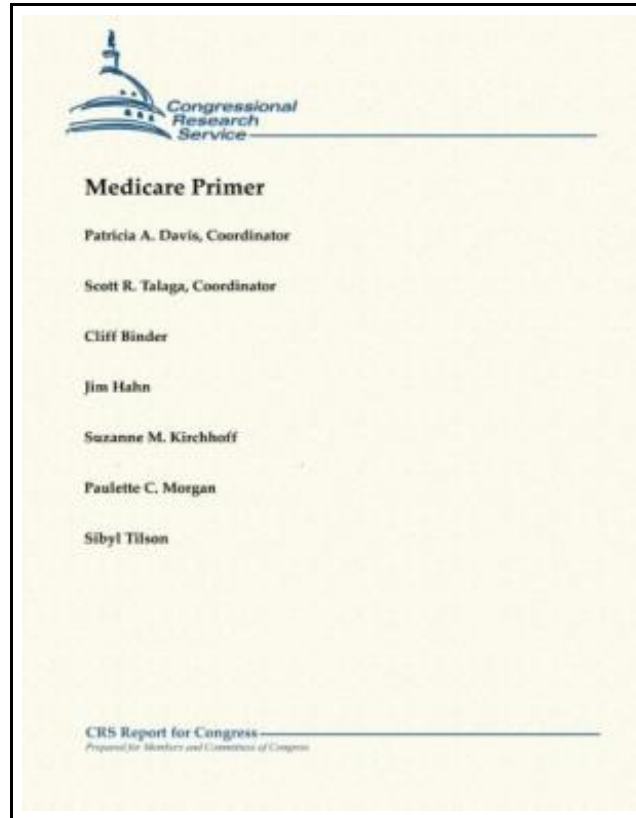 Congressional
Research
Service
Medicare Primer
Patricia A. Davis, Coordinator
Scott R. Talaga, Coordinator
Cliff Binder
Jim Hahn
Suzanne M. Kirchhoff
Paulette C. Morgan
Sibyl Tilson
CRS Report for Congress
Prepared for Members and Committees of Congress